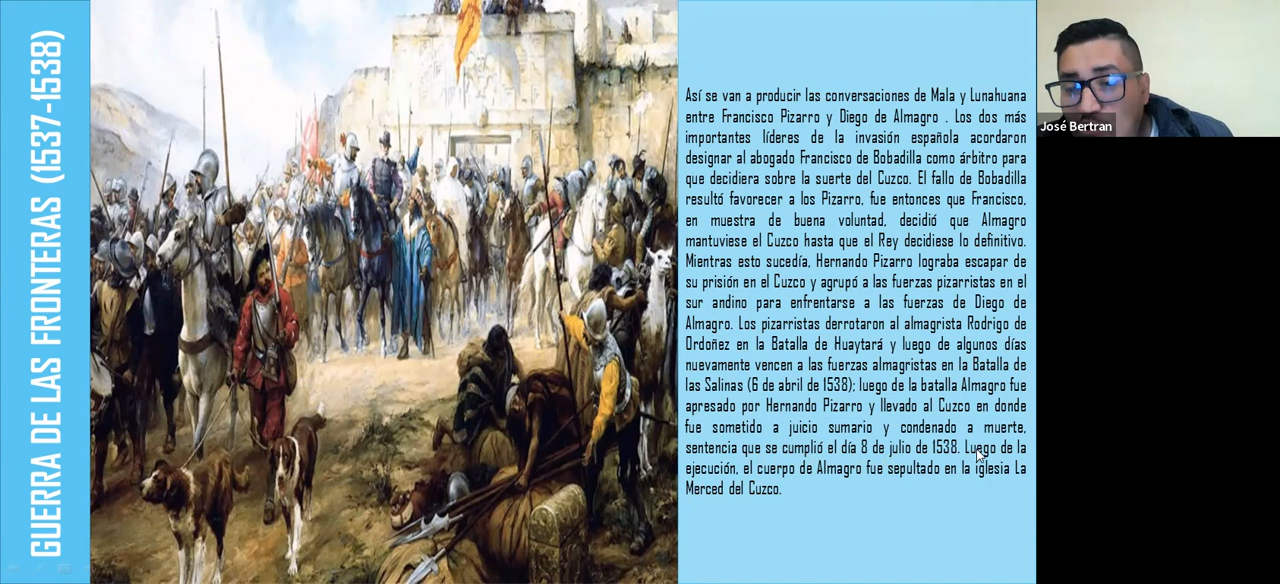 GUERRA DE LAS FRONTERAS (1537-1538)
Así se van a producir las conversaciones de Mala y Lunahuana
entre Francisco Pizarro y Diego de Almagro . Los dos más
importantes líderes de la invasión española acordaron
designar al abogado Francisco de Bobadilla como árbitro para
que decidiera sobre la suerte del Cuzco. El fallo de Bobadilla
resultó favorecer a los Pizarro, fue entonces que Francisco,
en muestra de buena voluntad, decidió que Almagro
mantuviese el Cuzco hasta que el Rey decidiese lo definitivo.
Mientras esto sucedía, Hernando Pizarro lograba escapar de
su prisión en el Cuzco y agrupó a las fuerzas pizarristas en el
sur andino para enfrentarse a las fuerzas de Diego de
Almagro. Los pizarristas derrotaron al almagrista Rodrigo de
Ordoñez en la Batalla de Huaytará y luego de algunos días
nuevamente vencen a las fuerzas almagristas en la Batalla de
las Salinas (6 de abril de 1538); luego de la batalla Almagro fue
apresado por Hernando Pizarro y llevado al Cuzco en donde
fue sometido a juicio sumario y condenado a muerte,
sentencia que se cumplió el día 8 de julio de 1538. Luego de la
ejecución, el cuerpo de Almagro fue sepultado en la iglesia La
Merced del Cuzco.
José Bertran